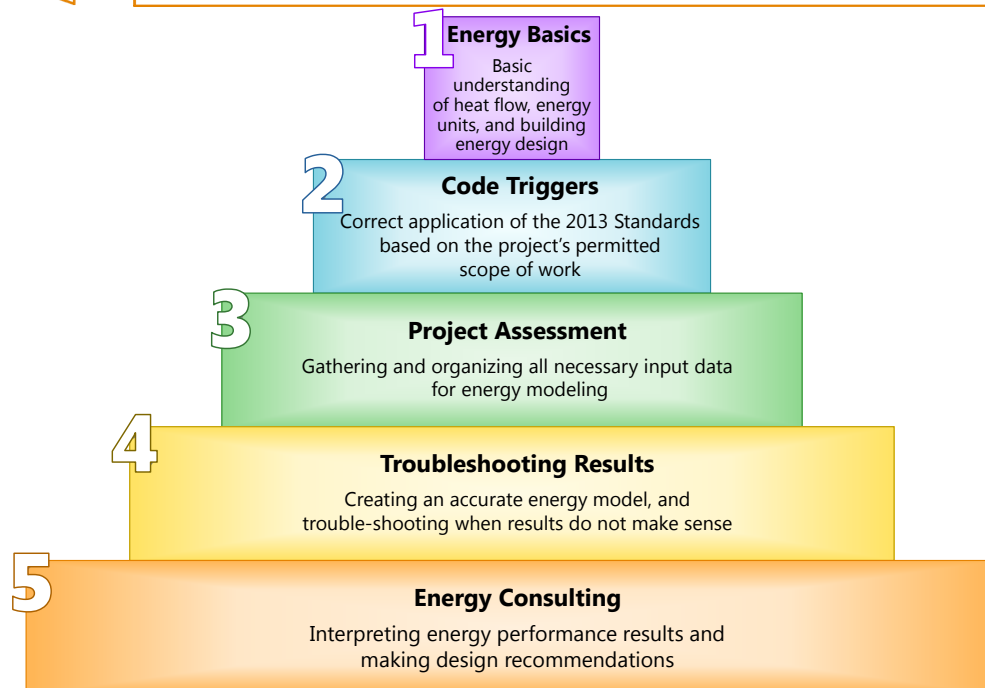 1
Energy Basics
Basic
understanding
of heat flow, energy
units, and building
energy design
2
Code Triggers
Correct application of the 2013 Standards
based on the project's permitted
scope of work
3
Project Assessment
Gathering and organizing all necessary input data
for energy modeling
4
Troubleshooting Results
Creating an accurate energy model, and
trouble-shooting when results do not make sense
5
Energy Consulting
Interpreting energy performance results and
making design recommendations